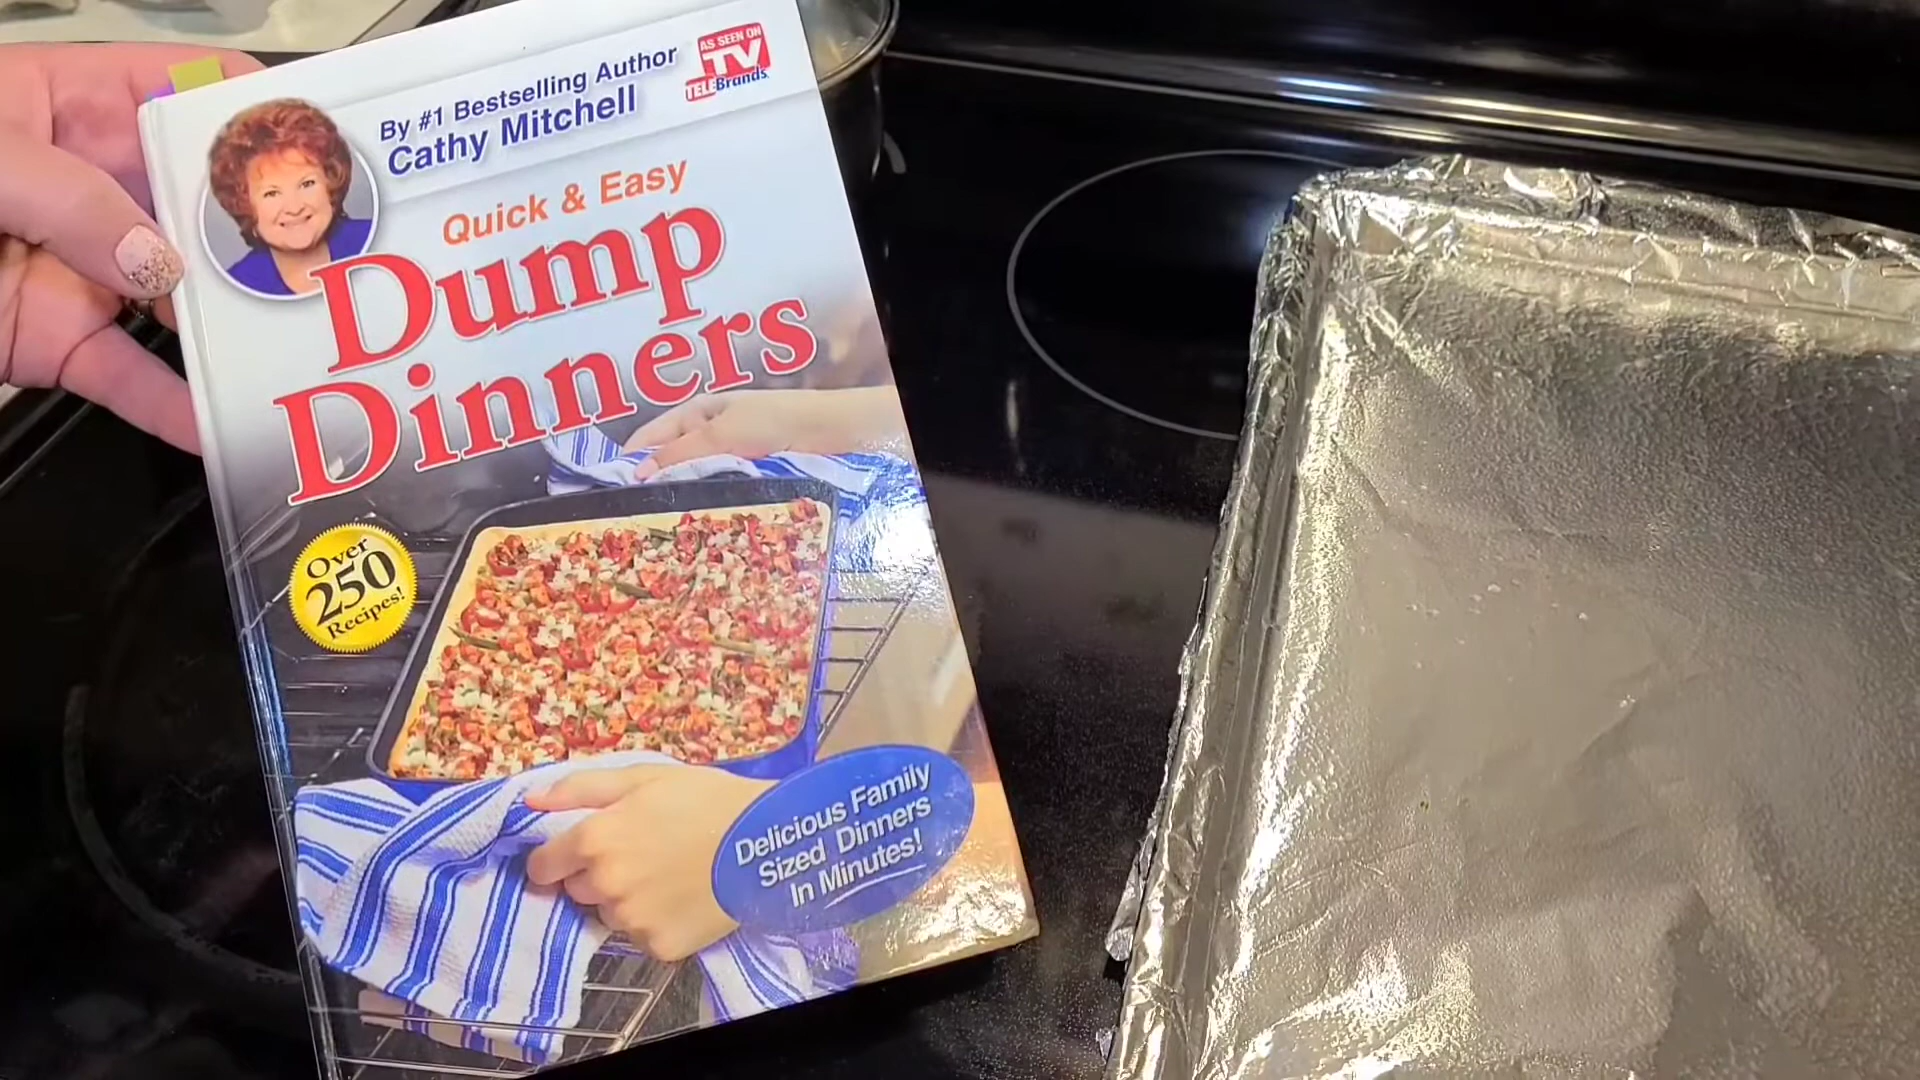 AS SEEN ON
TV
TELEBrands
By #1 Bestselling Author
Cathy Mitchell
Quick & Easy
Dump
Dinners
Over
250
Recipes!
Delicious Family
Sized Dinners
In Minutes!